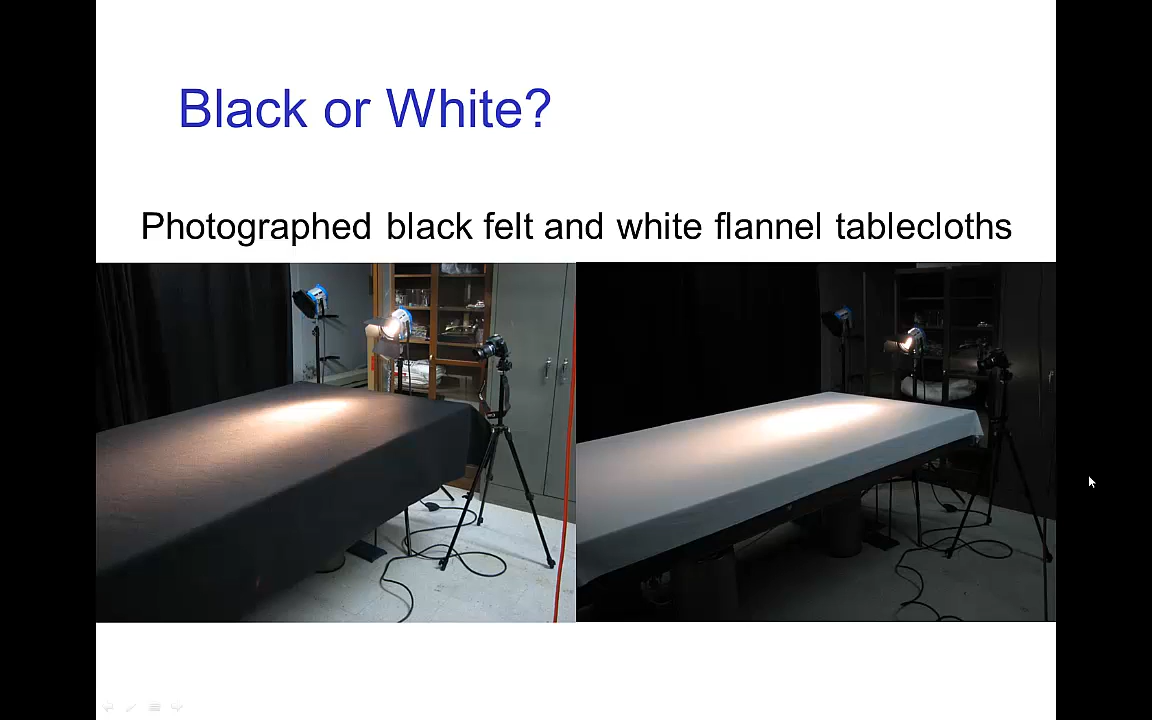 Black or White?
Photographed black felt and white flannel tablecloths